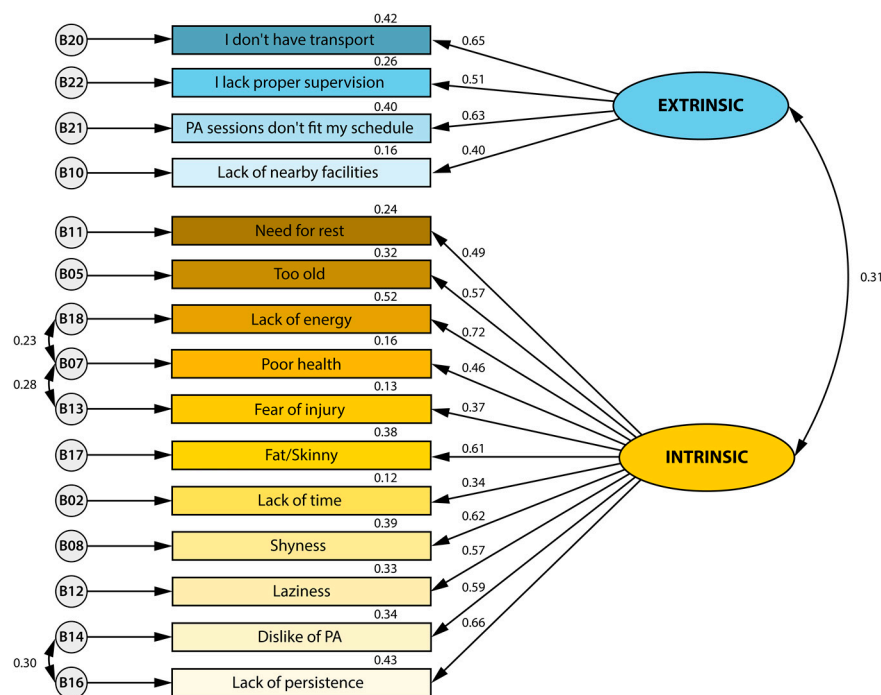 0.42
B20 I don't have transport 0.65
0.26
B22 I lack proper supervision 0.51
EXTRINSIC
0.40
B21 PA sessions don't fit my schedule 0.63
0.16
B10 Lack of nearby facilities 0.40
0.24
B11 Need for rest 0.49
0.32
B05 Too old 0.57
0.31
0.52
B18 Lack of energy 0.72
0.23
0.16
B07 Poor health 0.46
0.28
0.13
B13 Fear of injury 0.37
0.38
B17 Fat/Skinny 0.61
INTRINSIC
0.12
B02 Lack of time 0.34
0.39
B08 Shyness 0.62
0.33
B12 Laziness 0.57
0.34
B14 Dislike of PA 0.59
0.30
0.43
B16 Lack of persistence 0.66